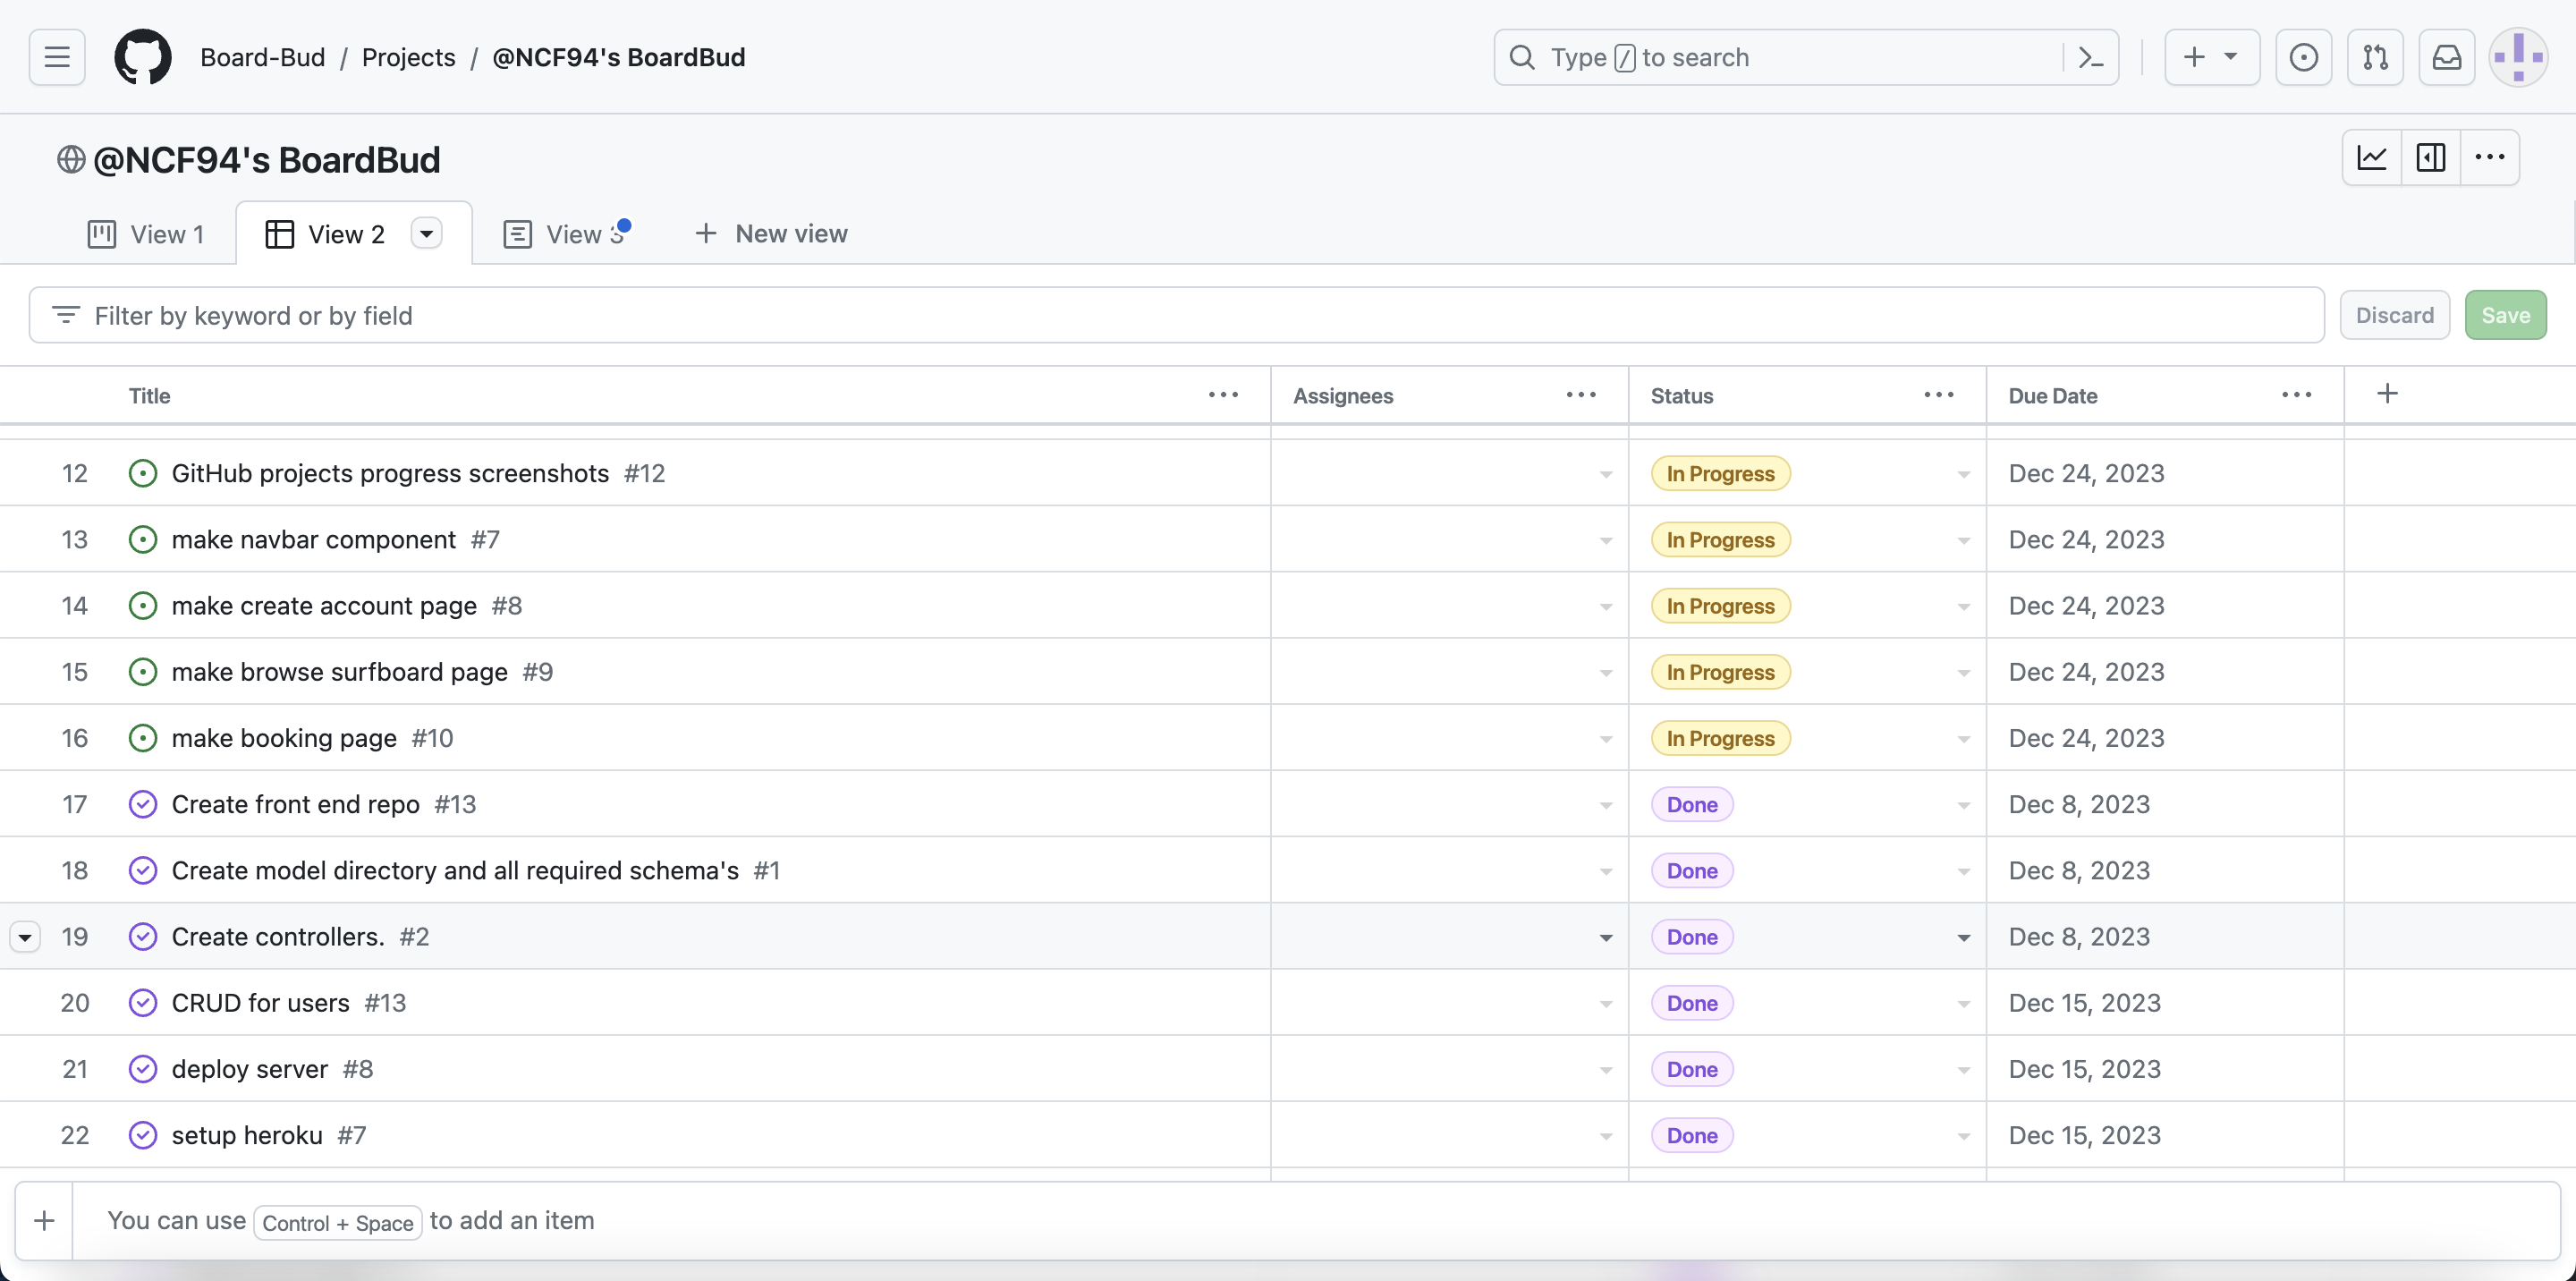 Board-Bud / Projects / @NCF94's BoardBud
Type / to search
@NCF94's BoardBud
View 1
View 2
View 3
New view
Filter by keyword or by field
Discard
Save
Title Assignees Status Due Date
12 GitHub projects progress screenshots #12 In Progress Dec 24, 2023
13 make navbar component #7 In Progress Dec 24, 2023
14 make create account page #8 In Progress Dec 24, 2023
15 make browse surfboard page #9 In Progress Dec 24, 2023
16 make booking page #10 In Progress Dec 24, 2023
17 Create front end repo #13 Done Dec 8, 2023
18 Create model directory and all required schema's #1 Done Dec 8, 2023
19 Create controllers. #2 Done Dec 8, 2023
20 CRUD for users #13 Done Dec 15, 2023
21 deploy server #8 Done Dec 15, 2023
22 setup heroku #7 Done Dec 15, 2023
You can use Control + Space to add an item